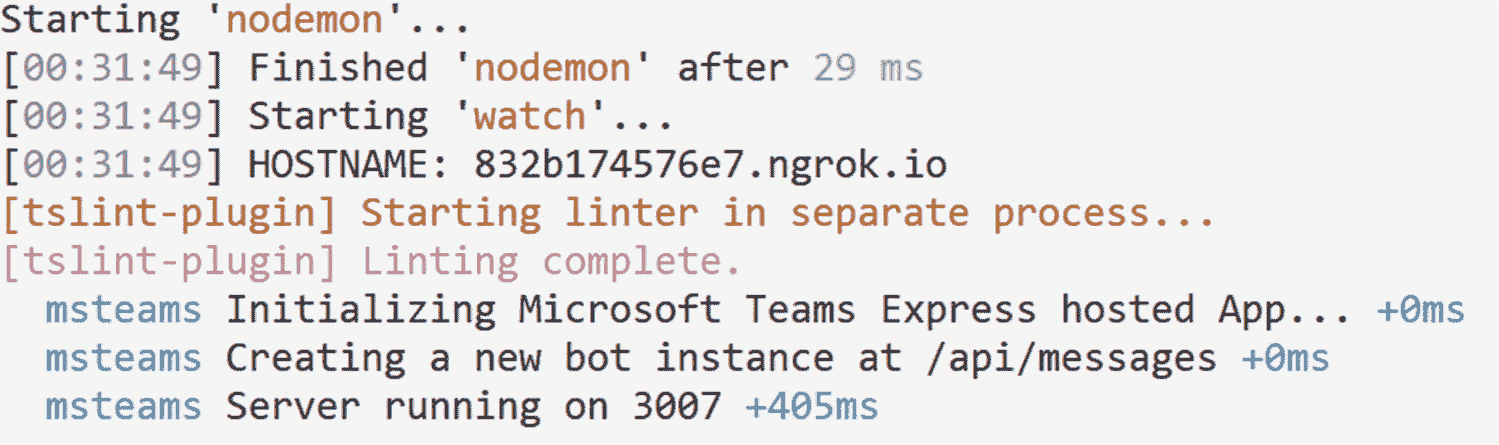 Starting 'nodemon'...
[00:31:49] Finished 'nodemon' after 29 ms
[00:31:49] Starting 'watch'...
[00:31:49] HOSTNAME: 832b174576e7.ngrok.io
[tslint-plugin] Starting linter in separate process...
[tslint-plugin] Linting complete.
msteams Initializing Microsoft Teams Express hosted App... +0ms
msteams Creating a new bot instance at /api/messages +0ms
msteams Server running on 3007 +405ms